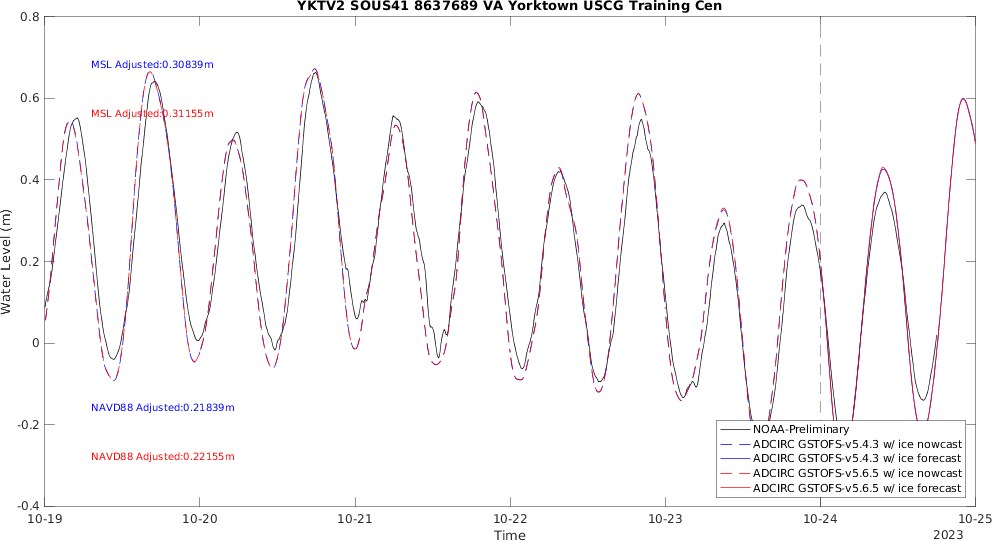 YKTV2 SOUS41 8637689 VA Yorktown USCG Training Cen
0.8
0.6
0.4
0.2
0
-0.2
-0.4
Water Level (m)
MSL Adjusted:0.30839m
MSL Adjusted:0.31155m
NAVD88 Adjusted:0.21839m
NAVD88 Adjusted:0.22155m
NOAA-Preliminary
ADCIRC GSTOFS-v5.4.3 w/ ice nowcast
ADCIRC GSTOFS-v5.4.3 w/ ice forecast
ADCIRC GSTOFS-v5.6.5 w/ ice nowcast
ADCIRC GSTOFS-v5.6.5 w/ ice forecast
10-19 10-20 10-21 10-22 10-23 10-24 10-25
Time
2023